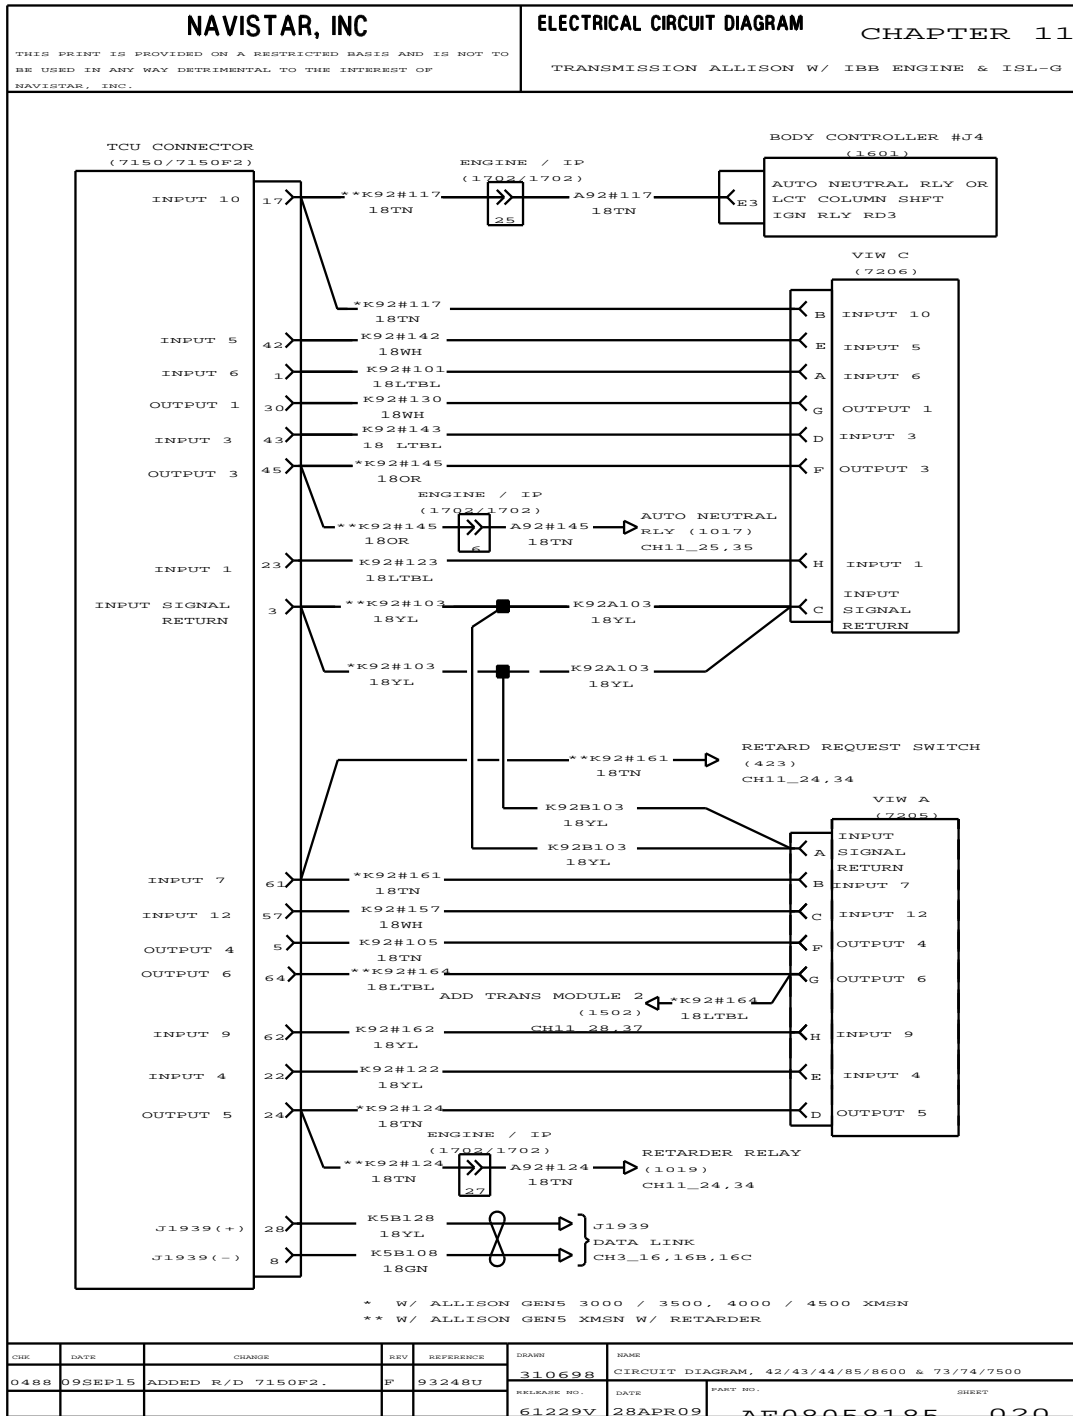 NAVISTAR, INC
THIS PRINT IS PROVIDED ON A RESTRICTED BASIS AND IS NOT TO
BE USED IN ANY WAY DETRIMENTAL TO THE INTEREST OF
NAVISTAR, INC.
ELECTRICAL CIRCUIT DIAGRAM
CHAPTER 11
TRANSMISSION ALLISON W/ IBB ENGINE & ISL-G
TCU CONNECTOR
(7150/7150F2)
ENGINE / IP
(1702/1702)
BODY CONTROLLER #J4
(1601)
INPUT 10
17
**K92#117
18TN
25
A92#117
18TN
E3
AUTO NEUTRAL RLY OR
LCT COLUMN SHFT
IGN RLY RD3
VIW C
(7206)
*K92#117
18TN
B
INPUT 10
INPUT 5
42
K92#142
18WH
E
INPUT 5
INPUT 6
1
K92#101
18LTBL
A
INPUT 6
OUTPUT 1
30
K92#130
18WH
G
OUTPUT 1
INPUT 3
43
K92#143
18 LTBL
D
INPUT 3
OUTPUT 3
45
*K92#145
18OR
F
OUTPUT 3
ENGINE / IP
(1702/1702)
**K92#145
18OR
6
A92#145
18TN
AUTO NEUTRAL
RLY (1017)
CH11_25,35
INPUT 1
23
K92#123
18LTBL
H
INPUT 1
INPUT SIGNAL
RETURN
3
**K92#103
18YL
K92A103
18YL
C
INPUT
SIGNAL
RETURN
*K92#103
18YL
K92A103
18YL
**K92#161
18TN
RETARD REQUEST SWITCH
(423)
CH11_24,34
VIW A
(7205)
K92B103
18YL
K92B103
18YL
A
INPUT
SIGNAL
RETURN
INPUT 7
61
*K92#161
18TN
B
INPUT 7
INPUT 12
57
K92#157
18WH
C
INPUT 12
OUTPUT 4
5
K92#105
18TN
F
OUTPUT 4
OUTPUT 6
64
**K92#164
18LTBL
G
OUTPUT 6
ADD TRANS MODULE 2
(1502)
CH11_28,37
*K92#164
18LTBL
INPUT 9
62
K92#162
18YL
H
INPUT 9
INPUT 4
22
K92#122
18YL
E
INPUT 4
OUTPUT 5
24
*K92#124
18TN
D
OUTPUT 5
ENGINE / IP
(1702/1702)
**K92#124
18TN
27
A92#124
18TN
RETARDER RELAY
(1019)
CH11_24,34
J1939(+)
28
K5B128
18YL
J1939(-)
8
K5B108
18GN
J1939
DATA LINK
CH3_16,16B,16C
* W/ ALLISON GEN5 3000 / 3500, 4000 / 4500 XMSN
** W/ ALLISON GEN5 XMSN W/ RETARDER
CHK DATE CHANGE REV REFERENCE
0488 09SEP15 ADDED R/D 7150F2. F 93248U
DRAWN
310698
NAME
CIRCUIT DIAGRAM, 42/43/44/85/8600 & 73/74/7500
RELEASE NO.
61229V
DATE
28APR09
PART NO.
AE08058185
SHEET
020